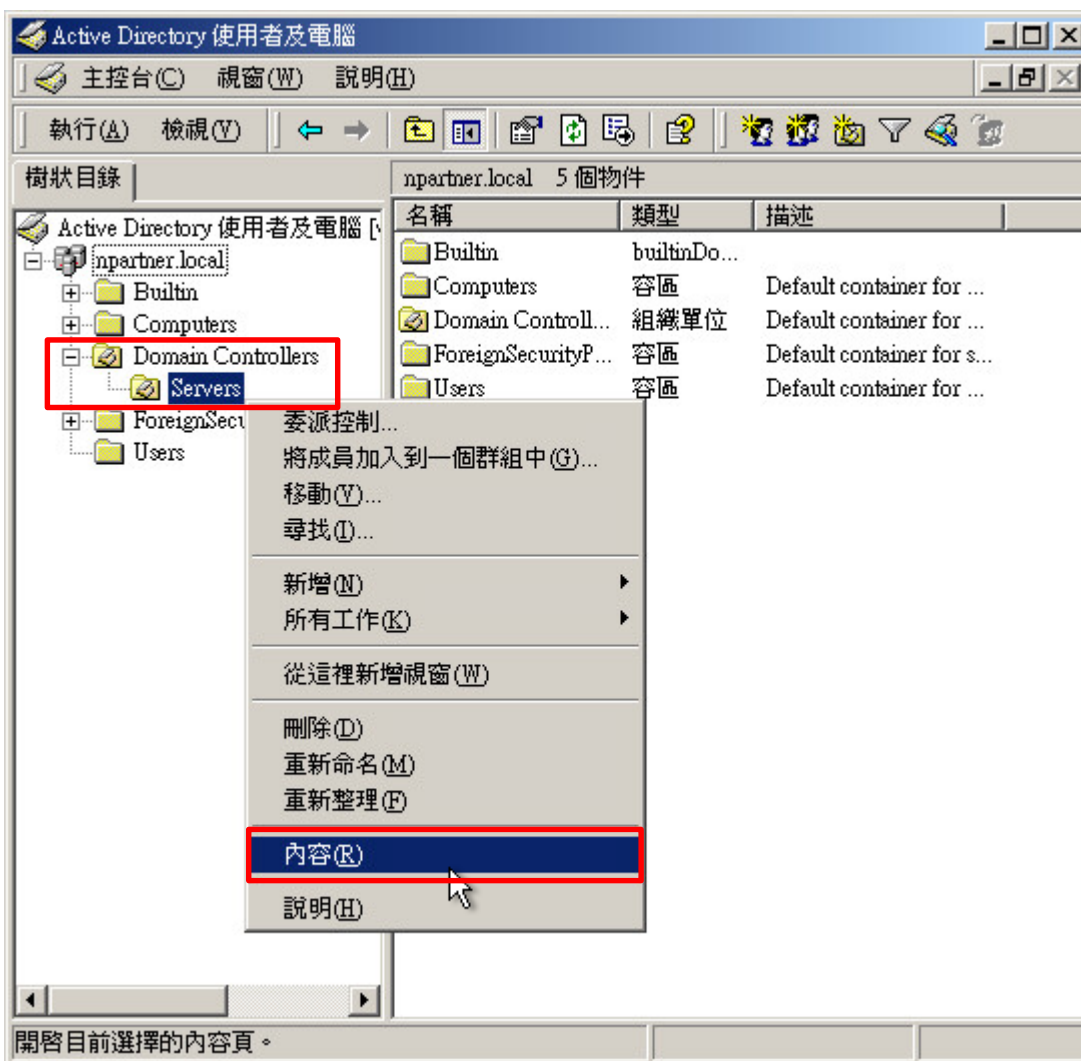 Active Directory 使用者及電腦
主控台(C) 視窗(W) 說明(H)
執行(A) 檢視(V)
樹狀目錄
npartner.local 5 個物件
Active Directory 使用者及電腦 [
npartner.local
Builtin
Computers
Domain Controllers
Servers
ForeignSecu
Users
名稱 類型 描述
Builtin builtinDo...
Computers 容區 Default container for ...
Domain Controll... 組織單位 Default container for ...
ForeignSecurityP... 容區 Default container for s...
Users 容區 Default container for ...
委派控制...
將成員加入到一個群組中(G)...
移動(V)...
尋找(I)...
新增(N)
所有工作(K)
從這裡新增視窗(W)
刪除(D)
重新命名(M)
重新整理(F)
內容(R)
說明(H)
開啟目前選擇的內容頁。